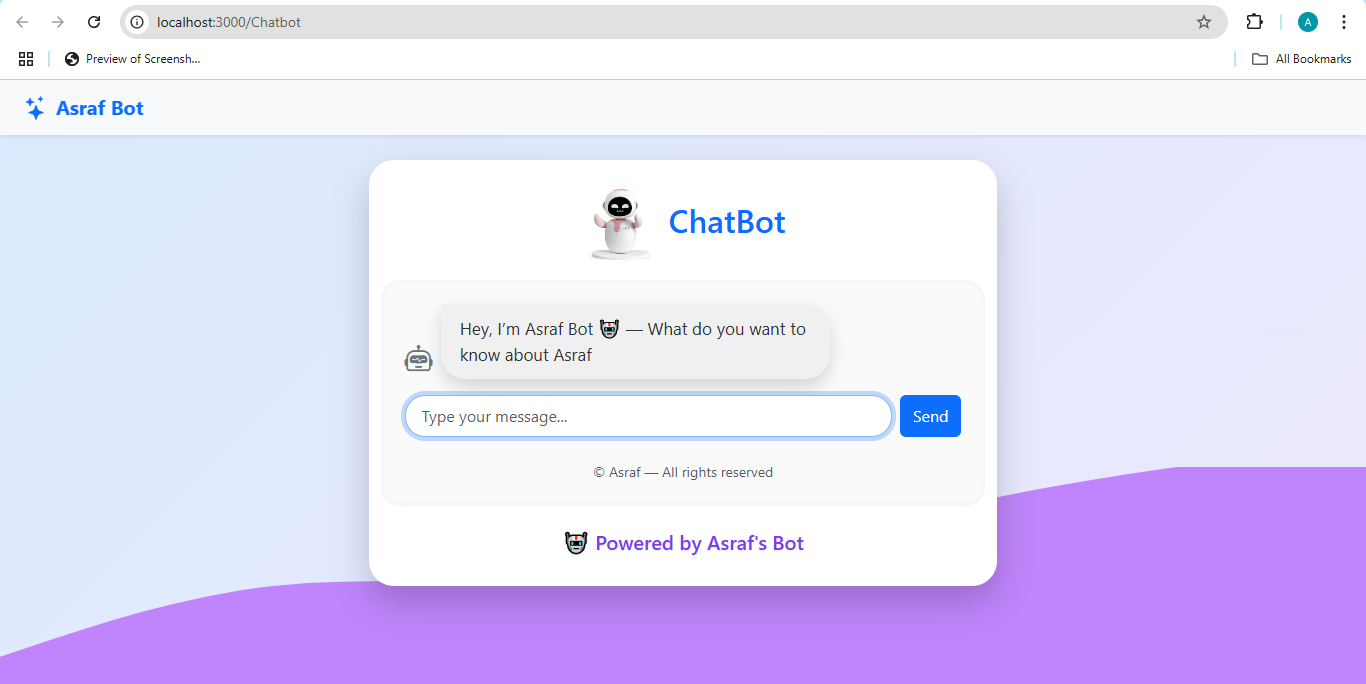 localhost:3000/Chatbot
A
Preview of Screensh...
All Bookmarks
Asraf Bot
ChatBot
Hey, I’m Asraf Bot 🤖 — What do you want to
know about Asraf
Type your message...
Send
© Asraf — All rights reserved
🤖 Powered by Asraf's Bot